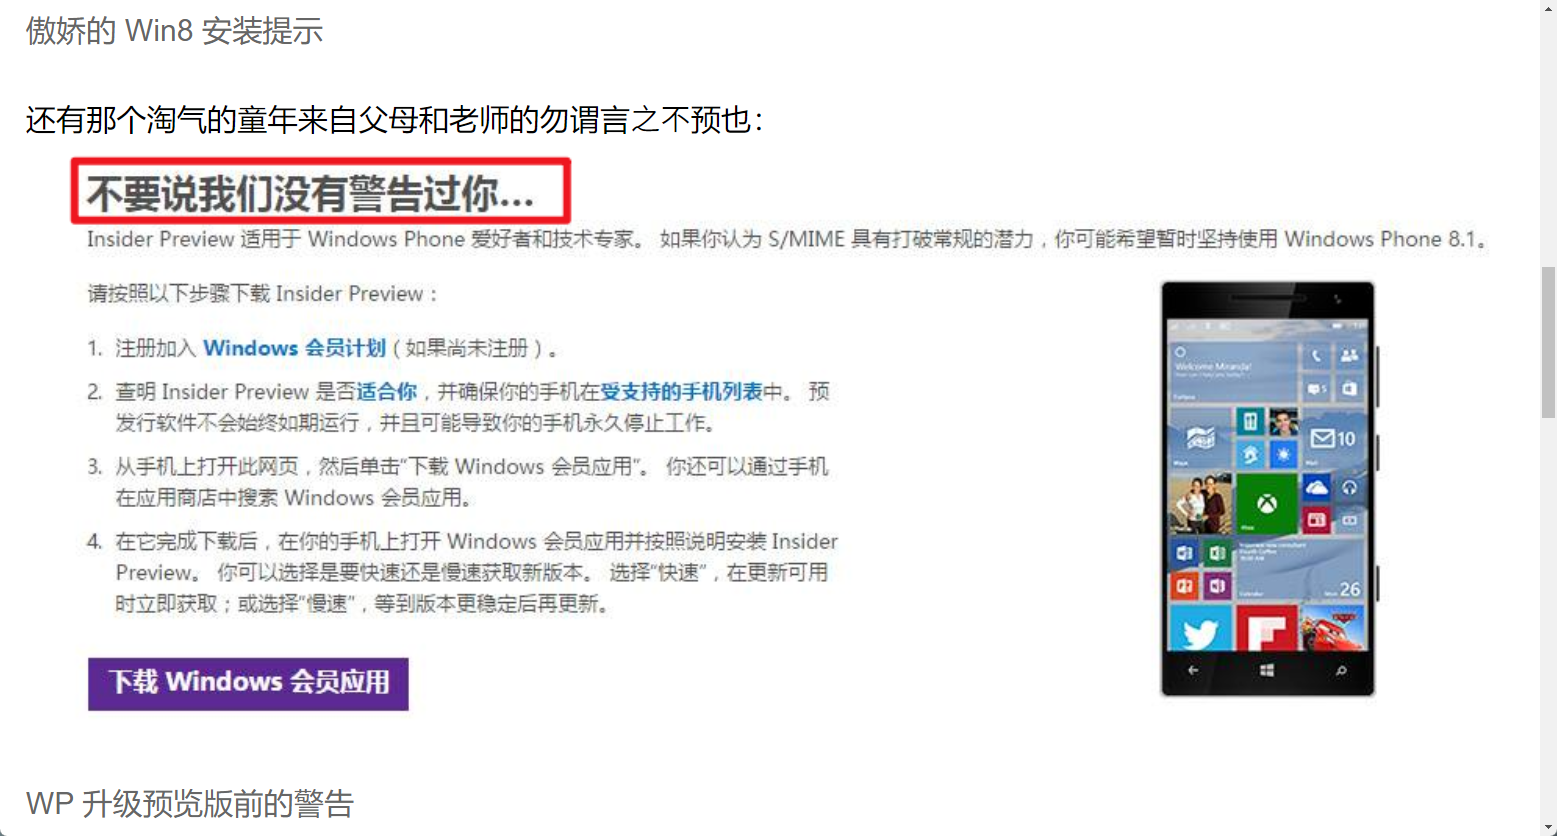 傲娇的 Win8 安装提示
还有那个淘气的童年来自父母和老师的勿谓言之不预也：
不要说我们没有警告过你...
Insider Preview 适用于 Windows Phone 爱好者和技术专家。 如果你认为 S/MIME 具有打破常规的潜力，你可能希望暂时坚持使用 Windows Phone 8.1。
请按照以下步骤下载 Insider Preview：
1. 注册加入 Windows 会员计划（如果尚未注册）。
2. 查明 Insider Preview 是否适合你，并确保你的手机在受支持的手机列表中。 预
发行软件不会始终如期运行，并且可能导致你的手机永久停止工作。
3. 从手机上打开此网页，然后单击“下载 Windows 会员应用”。 你还可以通过手机
在应用商店中搜索 Windows 会员应用。
4. 在它完成下载后，在你的手机上打开 Windows 会员应用并按照说明安装 Insider
Preview。 你可以选择是要快速还是慢速获取新版本。 选择“快速”，在更新可用
时立即获取；或选择“慢速”，等到版本更稳定后再更新。
下载 Windows 会员应用
Welcome Miranda!
10
26
WP 升级预览版前的警告